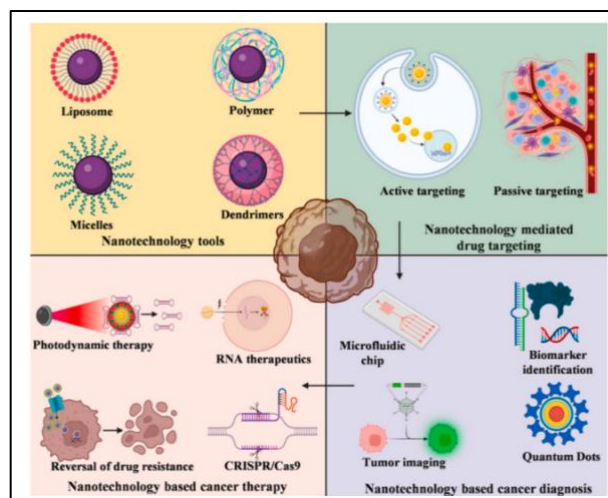 Liposome
Polymer
Micelles
Dendrimers
Nanotechnology tools
Active targeting
Passive targeting
Nanotechnology mediated
drug targeting
Photodynamic therapy
RNA therapeutics
Reversal of drug resistance
CRISPR/Cas9
Nanotechnology based cancer therapy
Microfluidic
chip
Biomarker
identification
Tumor imaging
Quantum Dots
Nanotechnology based cancer diagnosis